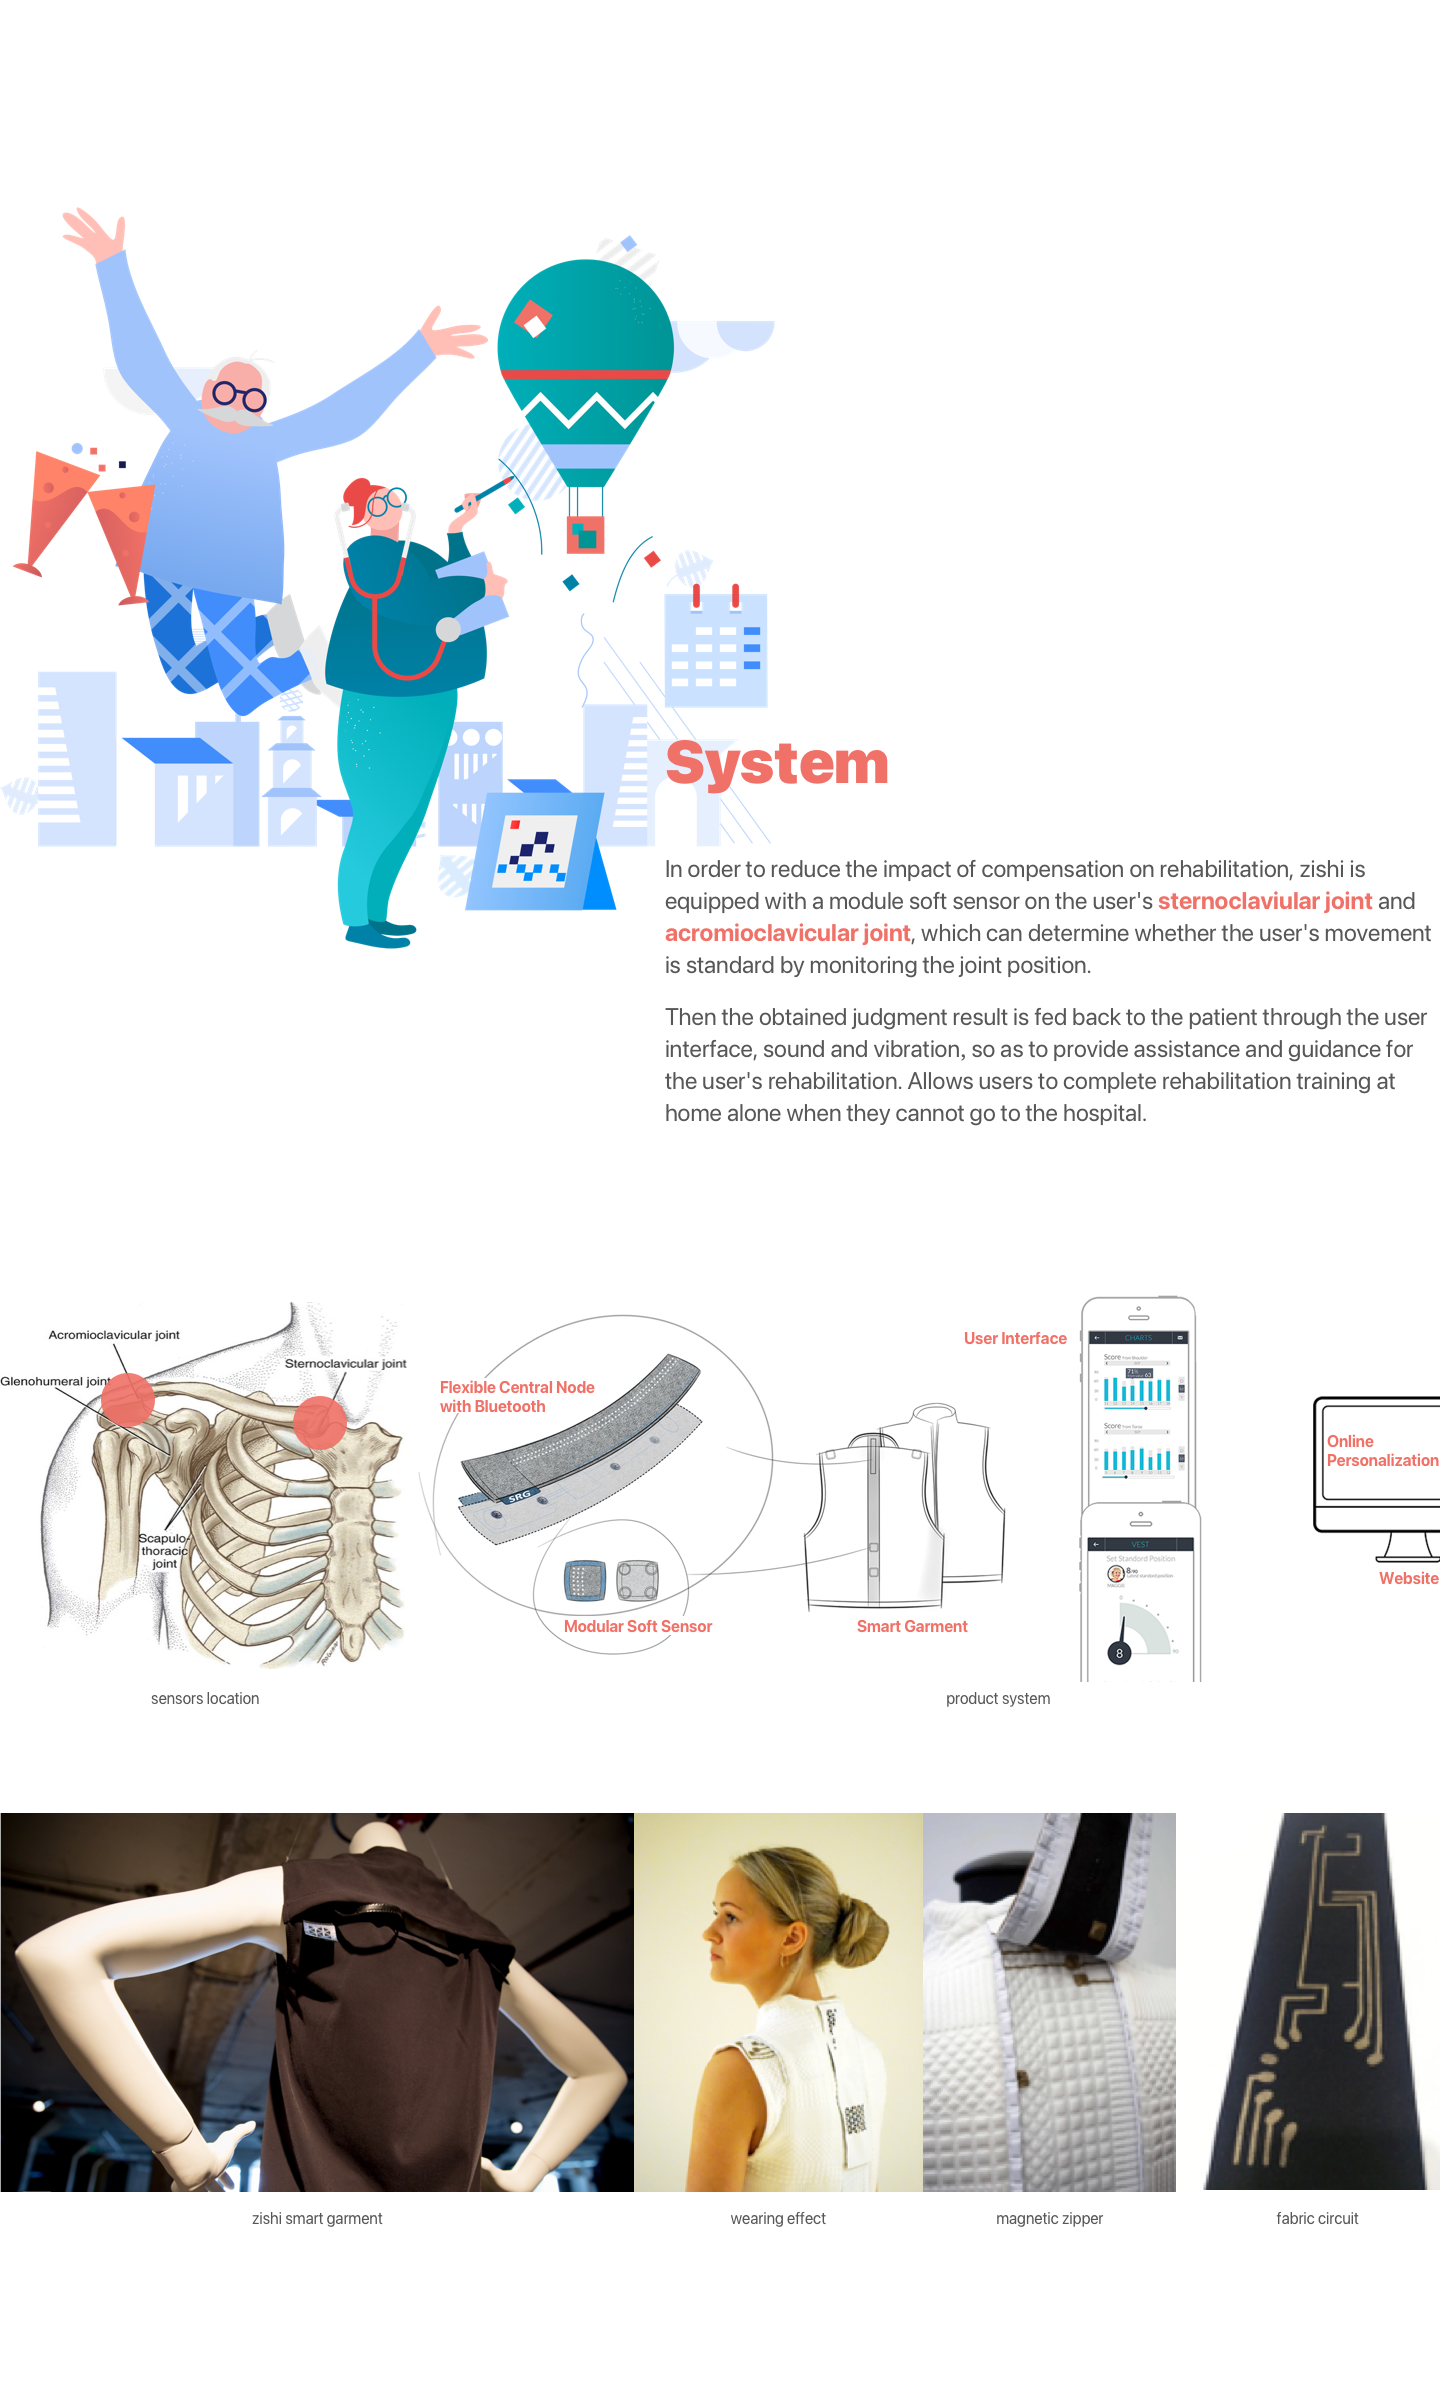 System
In order to reduce the impact of compensation on rehabilitation, zishi is
equipped with a module soft sensor on the user's sternoclaviular joint and
acromioclavicular joint, which can determine whether the user's movement
is standard by monitoring the joint position.
Then the obtained judgment result is fed back to the patient through the user
interface, sound and vibration, so as to provide assistance and guidance for
the user's rehabilitation. Allows users to complete rehabilitation training at
home alone when they cannot go to the hospital.
Acromioclavicular joint
Sternoclavicular joint
Glenohumeral joint
Scapulo-
thoracic
joint
sensors location
Flexible Central Node
with Bluetooth
SRG
Modular Soft Sensor
Smart Garment
User Interface
CHARTS
Score
Score
VEST
Set Standard Position
8/90
MAGGIE
8
Online
Personalization
Website
product system
zishi smart garment
wearing effect
magnetic zipper
fabric circuit